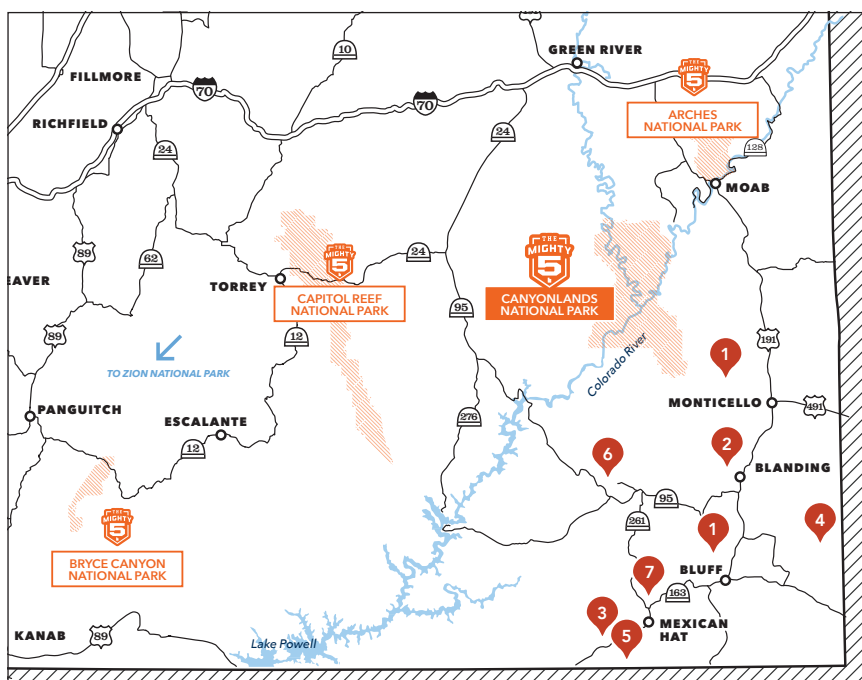 191
10
GREEN RIVER
FILLMORE
70
THE
MIGHTY
5
70
RICHFIELD
ARCHES
NATIONAL PARK
24
24
128
MOAB
THE
MIGHTY
5
89
62
24
THE
MIGHTY
5
EAVER
TORREY
CAPITOL REEF
NATIONAL PARK
CANYONLANDS
NATIONAL PARK
95
12
89
191
1
Colorado River
TO ZION NATIONAL PARK
MONTICELLO
491
PANGUITCH
276
ESCALANTE
12
2
6
BLANDING
95
THE
MIGHTY
5
261
1
4
BRYCE CANYON
NATIONAL PARK
7
BLUFF
163
3
MEXICAN
HAT
5
KANAB
89
Lake Powell